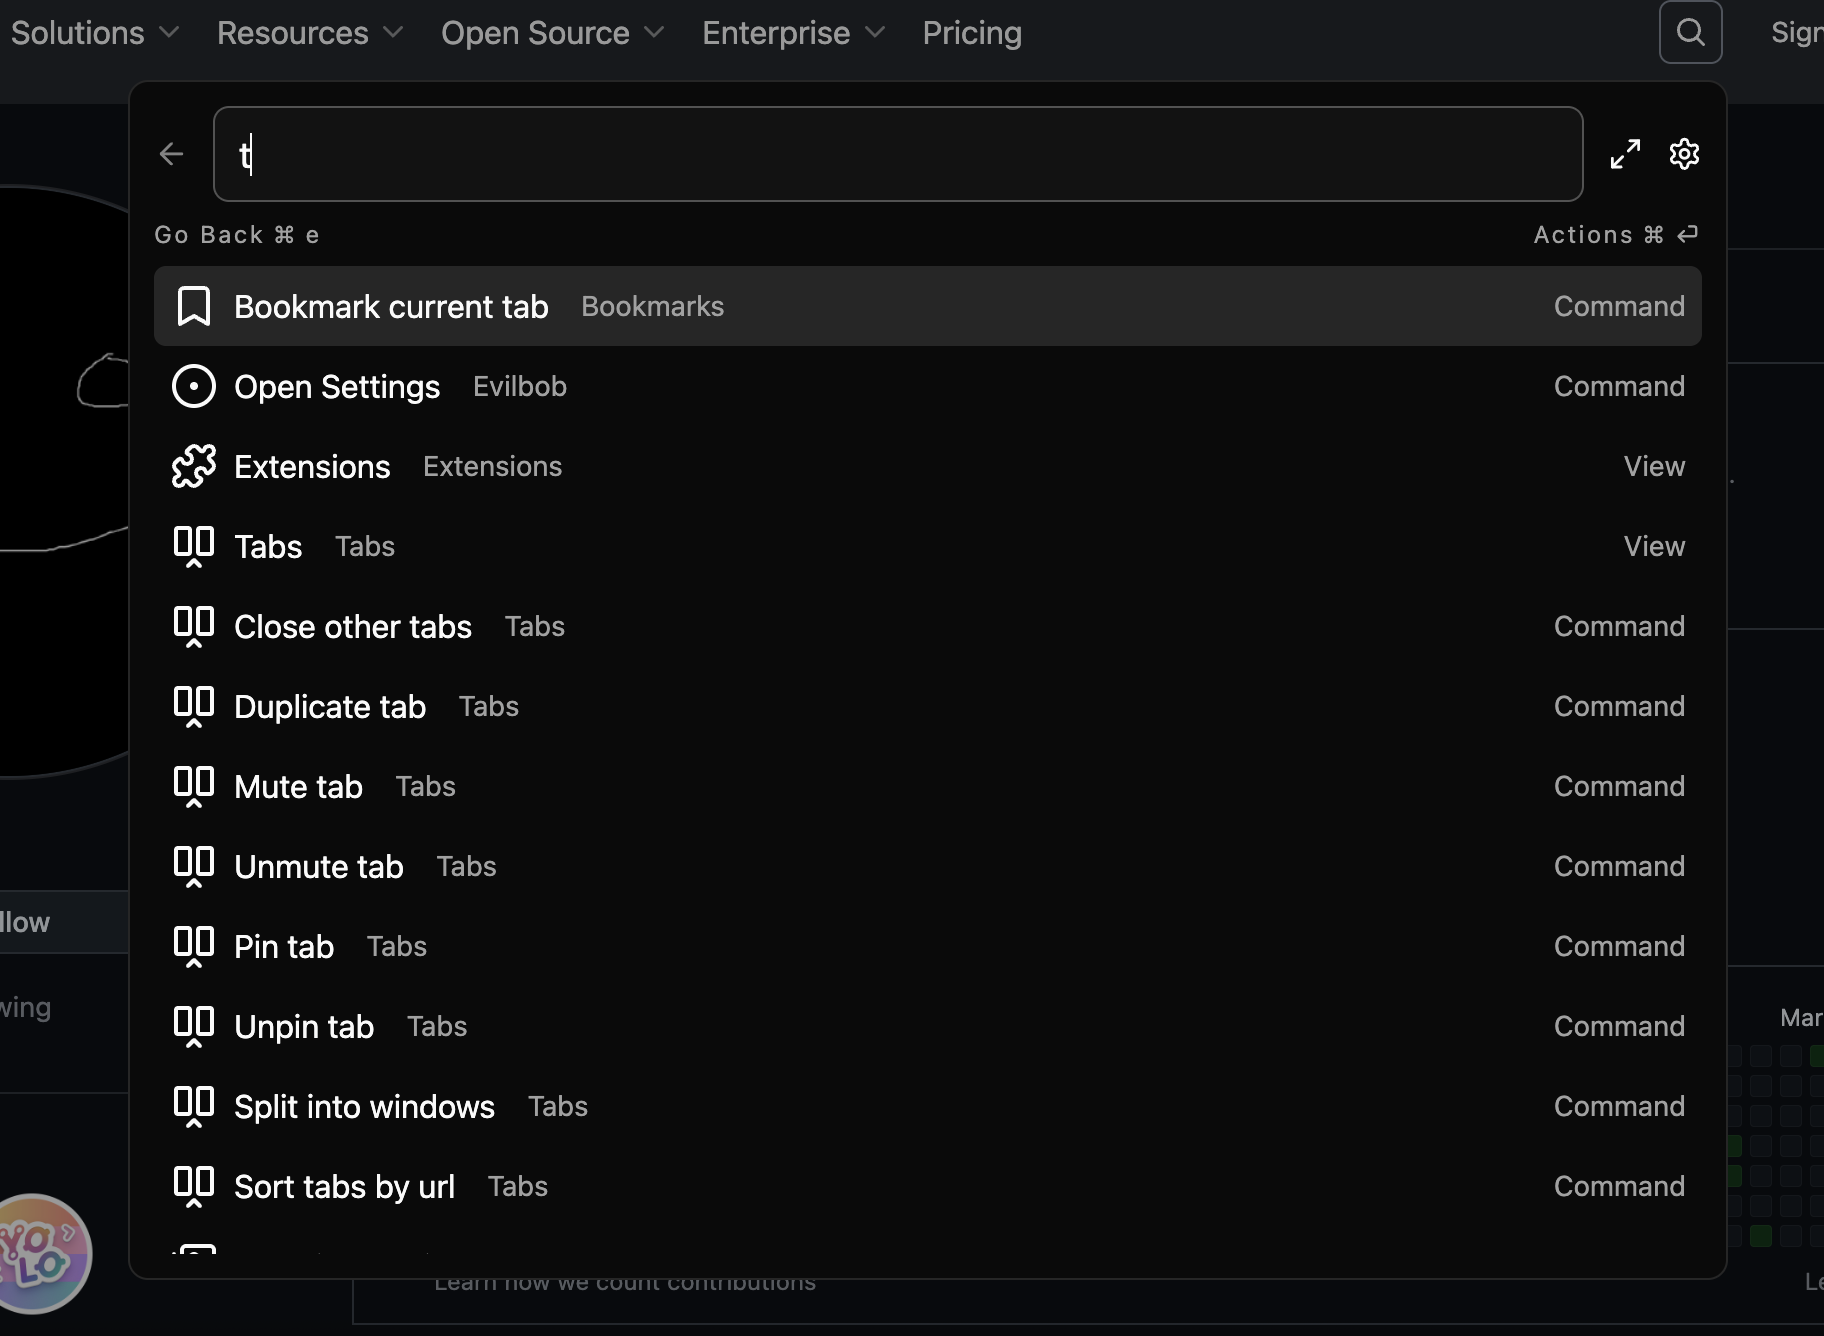 Solutions Resources Open Source Enterprise Pricing Sign
t
Go Back ⌘ e Actions ⌘ ⏎
Bookmark current tab Bookmarks Command
Open Settings Evilbob Command
Extensions Extensions View
Tabs Tabs View
Close other tabs Tabs Command
Duplicate tab Tabs Command
Mute tab Tabs Command
Unmute tab Tabs Command
llow
Pin tab Tabs Command
wing
Mar
Unpin tab Tabs Command
Split into windows Tabs Command
Sort tabs by url Tabs Command
YOLO
Learn how we count contributions Le